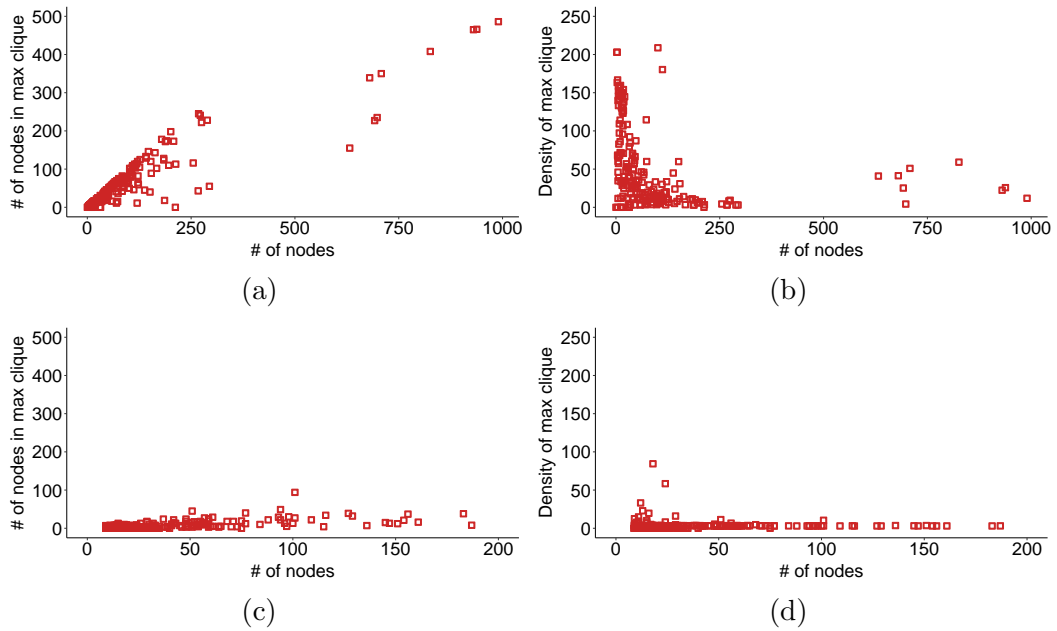 # of nodes in max clique
500
400
300
200
100
0
0 250 500 750 1000
# of nodes
(a)
Density of max clique
250
200
150
100
50
0
0 250 500 750 1000
# of nodes
(b)
# of nodes in max clique
500
400
300
200
100
0
0 50 100 150 200
# of nodes
(c)
Density of max clique
250
200
150
100
50
0
0 50 100 150 200
# of nodes
(d)